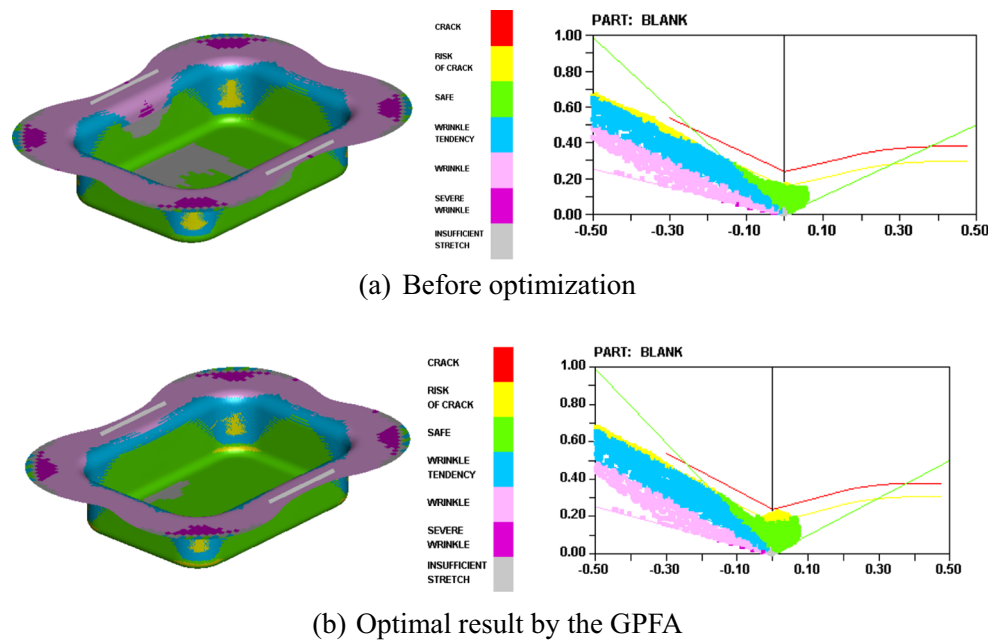 CRACK
RISK
OF CRACK
SAFE
WRINKLE
TENDENCY
WRINKLE
SEVERE
WRINKLE
INSUFFICIENT
STRETCH
PART: BLANK
1.00
0.80
0.60
0.40
0.20
0.00
-0.50 -0.30 -0.10 0.10 0.30 0.50
(a) Before optimization
CRACK
RISK
OF CRACK
SAFE
WRINKLE
TENDENCY
WRINKLE
SEVERE
WRINKLE
INSUFFICIENT
STRETCH
PART: BLANK
1.00
0.80
0.60
0.40
0.20
0.00
-0.50 -0.30 -0.10 0.10 0.30 0.50
(b) Optimal result by the GPFA